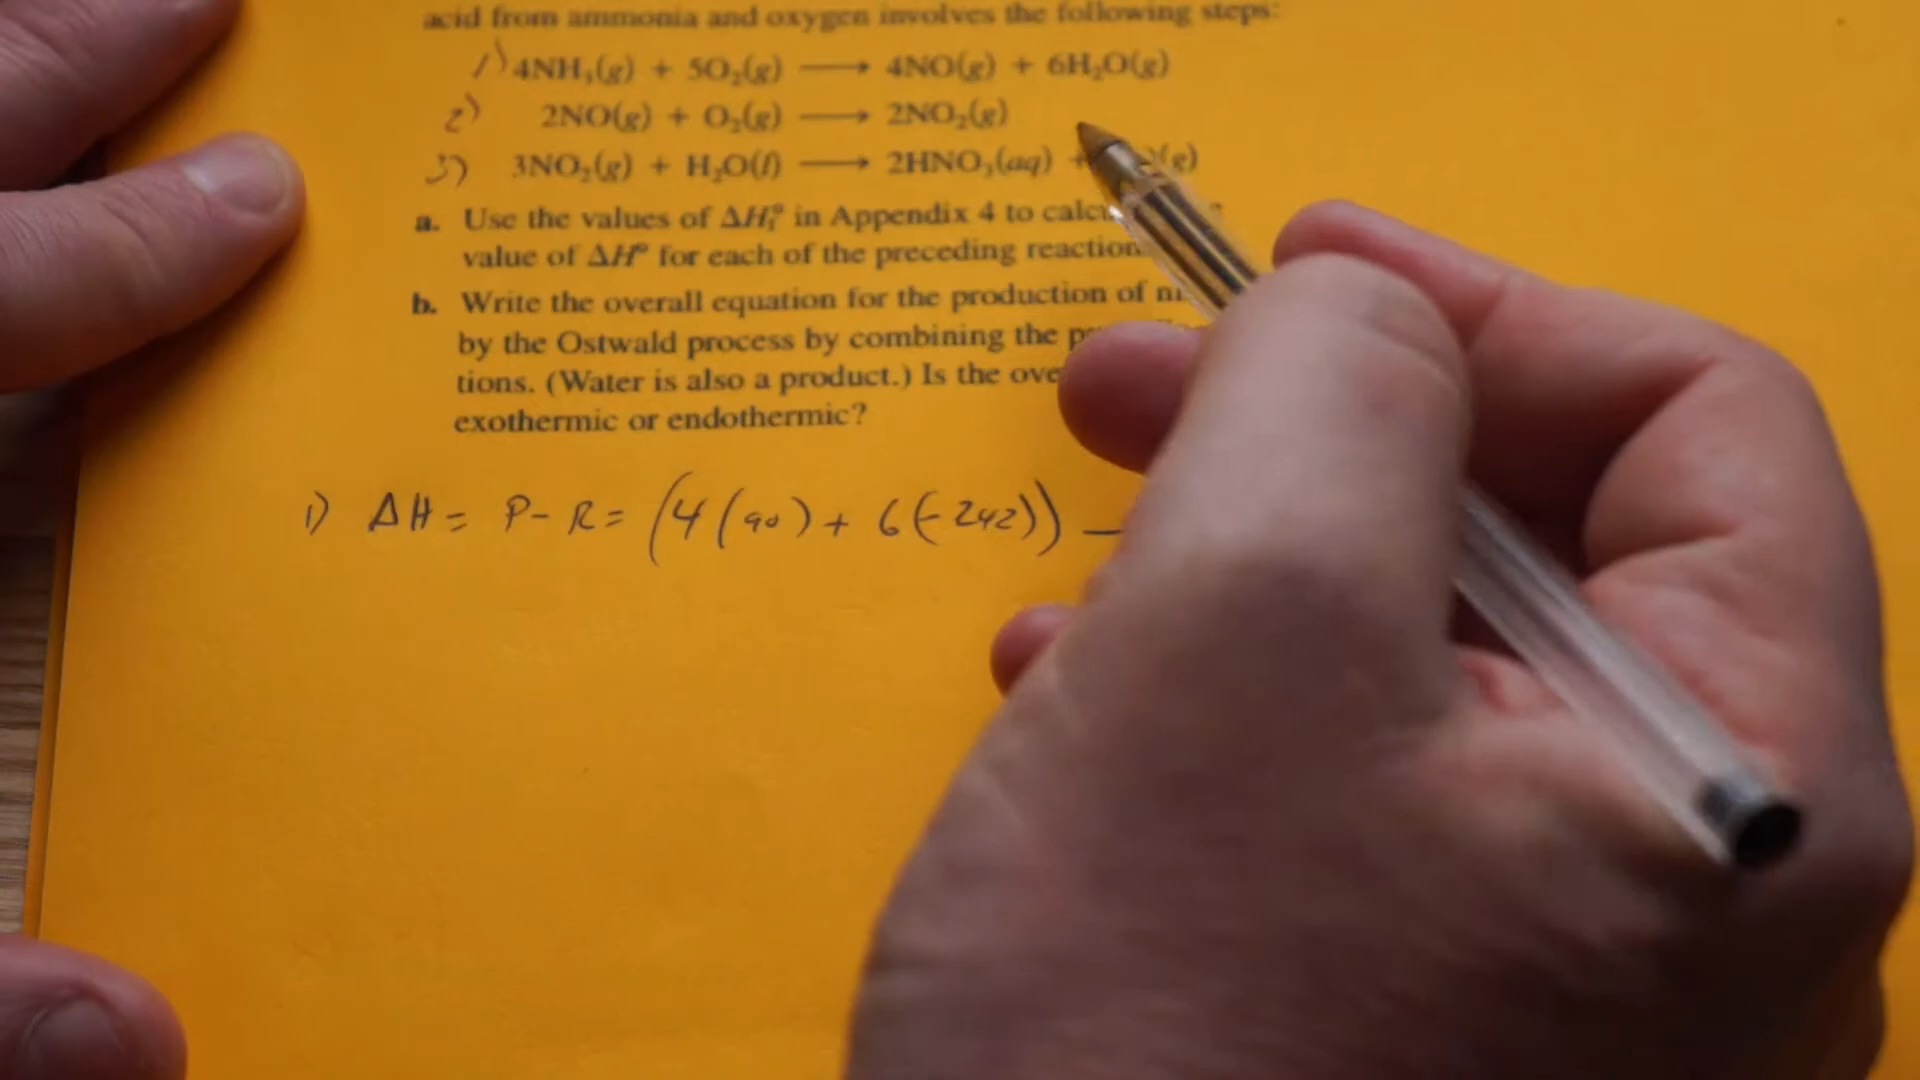 acid from ammonia and oxygen involves the following steps:
1) 4NH₃(g) + 5O₂(g) ⟶ 4NO(g) + 6H₂O(g)
2) 2NO(g) + O₂(g) ⟶ 2NO₂(g)
3) 3NO₂(g) + H₂O(l) ⟶ 2HNO₃(aq) + (g)
a. Use the values of ΔH°f in Appendix 4 to
value of ΔH° for each of the preceding
b. Write the overall equation for the production of
by the Ostwald process by combining the
tions. (Water is also a product.) Is the
exothermic or endothermic?
1) ΔH = P - R = (4(90) + 6(-242)) -